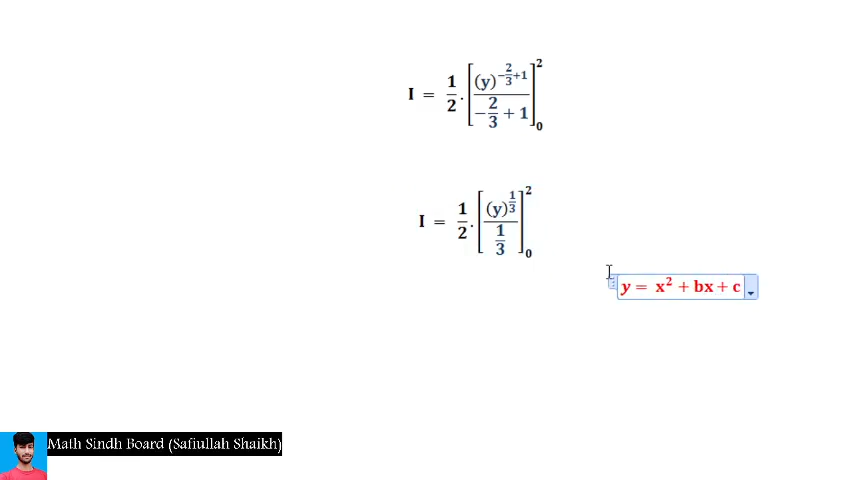 I = 1/2 . [ (y)^(-2/3+1) / (-2/3 + 1) ]_0^2
I = 1/2 . [ (y)^(1/3) / (1/3) ]_0^2
y = x² + bx + c
Math Sindh Board (Safiullah Shaikh)